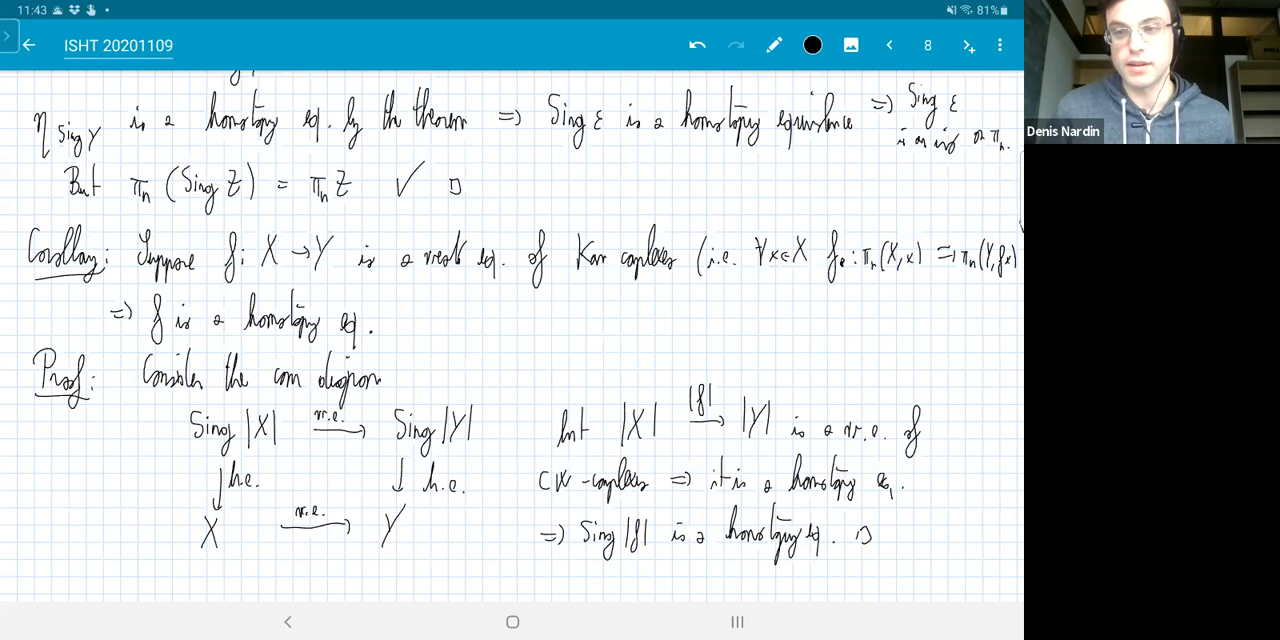 11:43
81%
ISHT 20201109
8
Denis Nardin
η Sing Y is a homotopy eq. by the theorem ⇒ Sing ε is a homotopy equivalence ⇒ Sing ε
is an iso on πn.
But πn (Sing Z) = πn Z ✓ □
Corollary: Suppose f: X → Y is a weak eq. of Kan complexes (i.e. ∀x∈X f* : πn(X,x) ⥲ πn(Y,fx)
⇒ f is a homotopy eq.
Proof: Consider the com diagram
Sing |X| w.e. → Sing |Y| but |X| |f| → |Y| is a w.e. of
↓ h.e. ↓ h.e. CW-complexes ⇒ it is a homotopy eq.
X w.e. → Y ⇒ Sing |f| is a homotopy eq. □